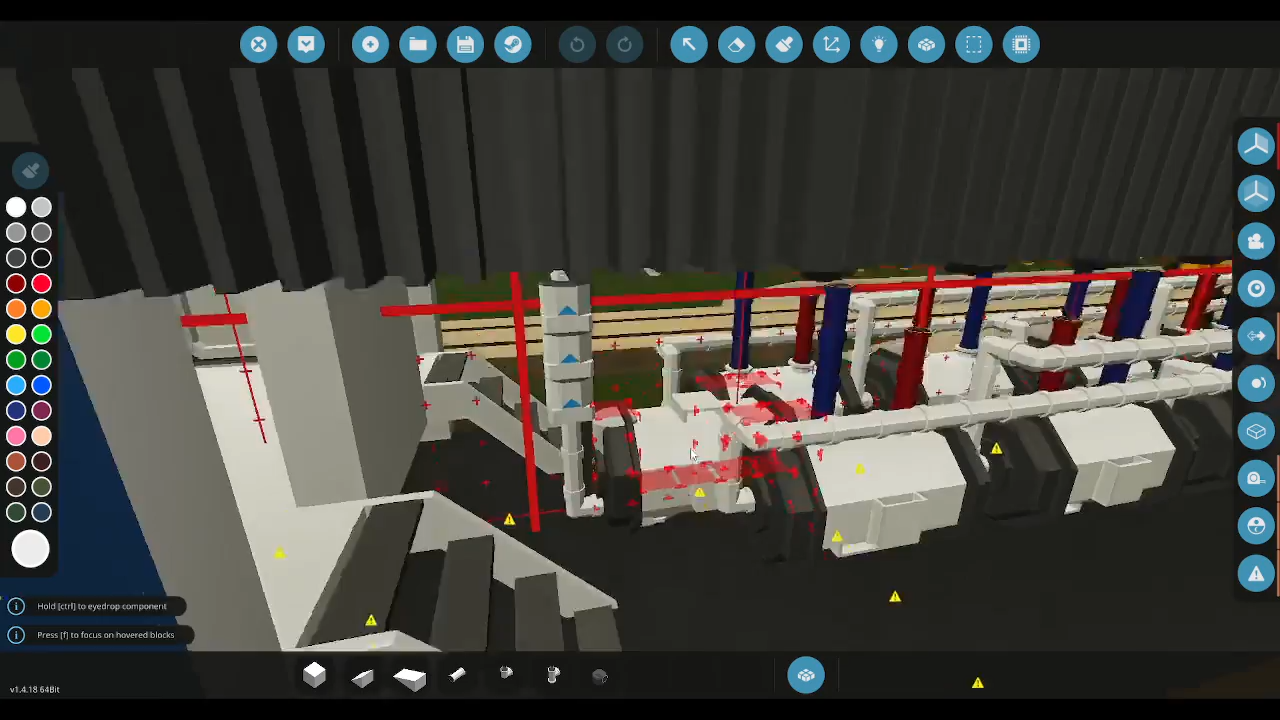 Hold [ctrl] to eyedrop component
Press [f] to focus on hovered blocks
v1.4.18 64Bit